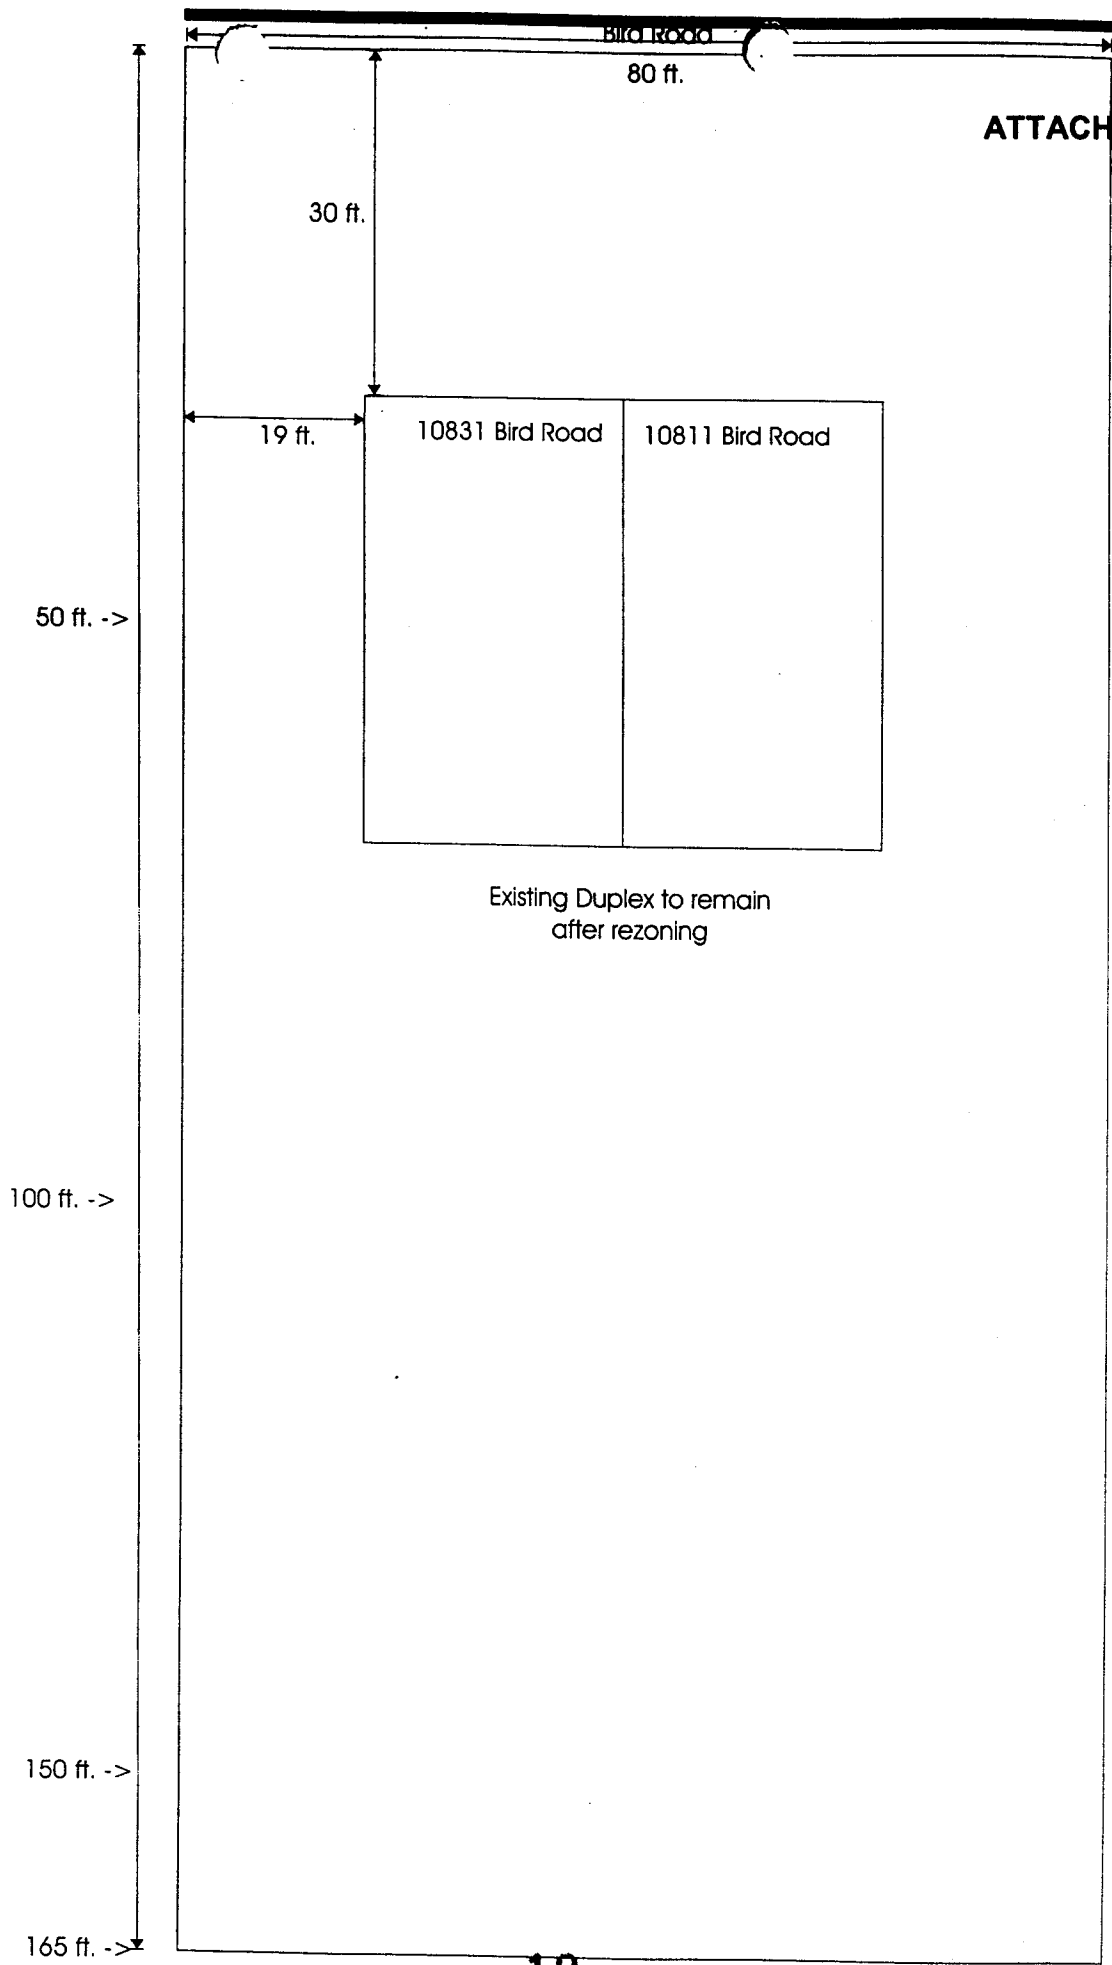 Bird Road
80 ft.
ATTACH
30 ft.
19 ft.
10831 Bird Road
10811 Bird Road
50 ft. ->
Existing Duplex to remain
after rezoning
100 ft. ->
150 ft. ->
165 ft. ->